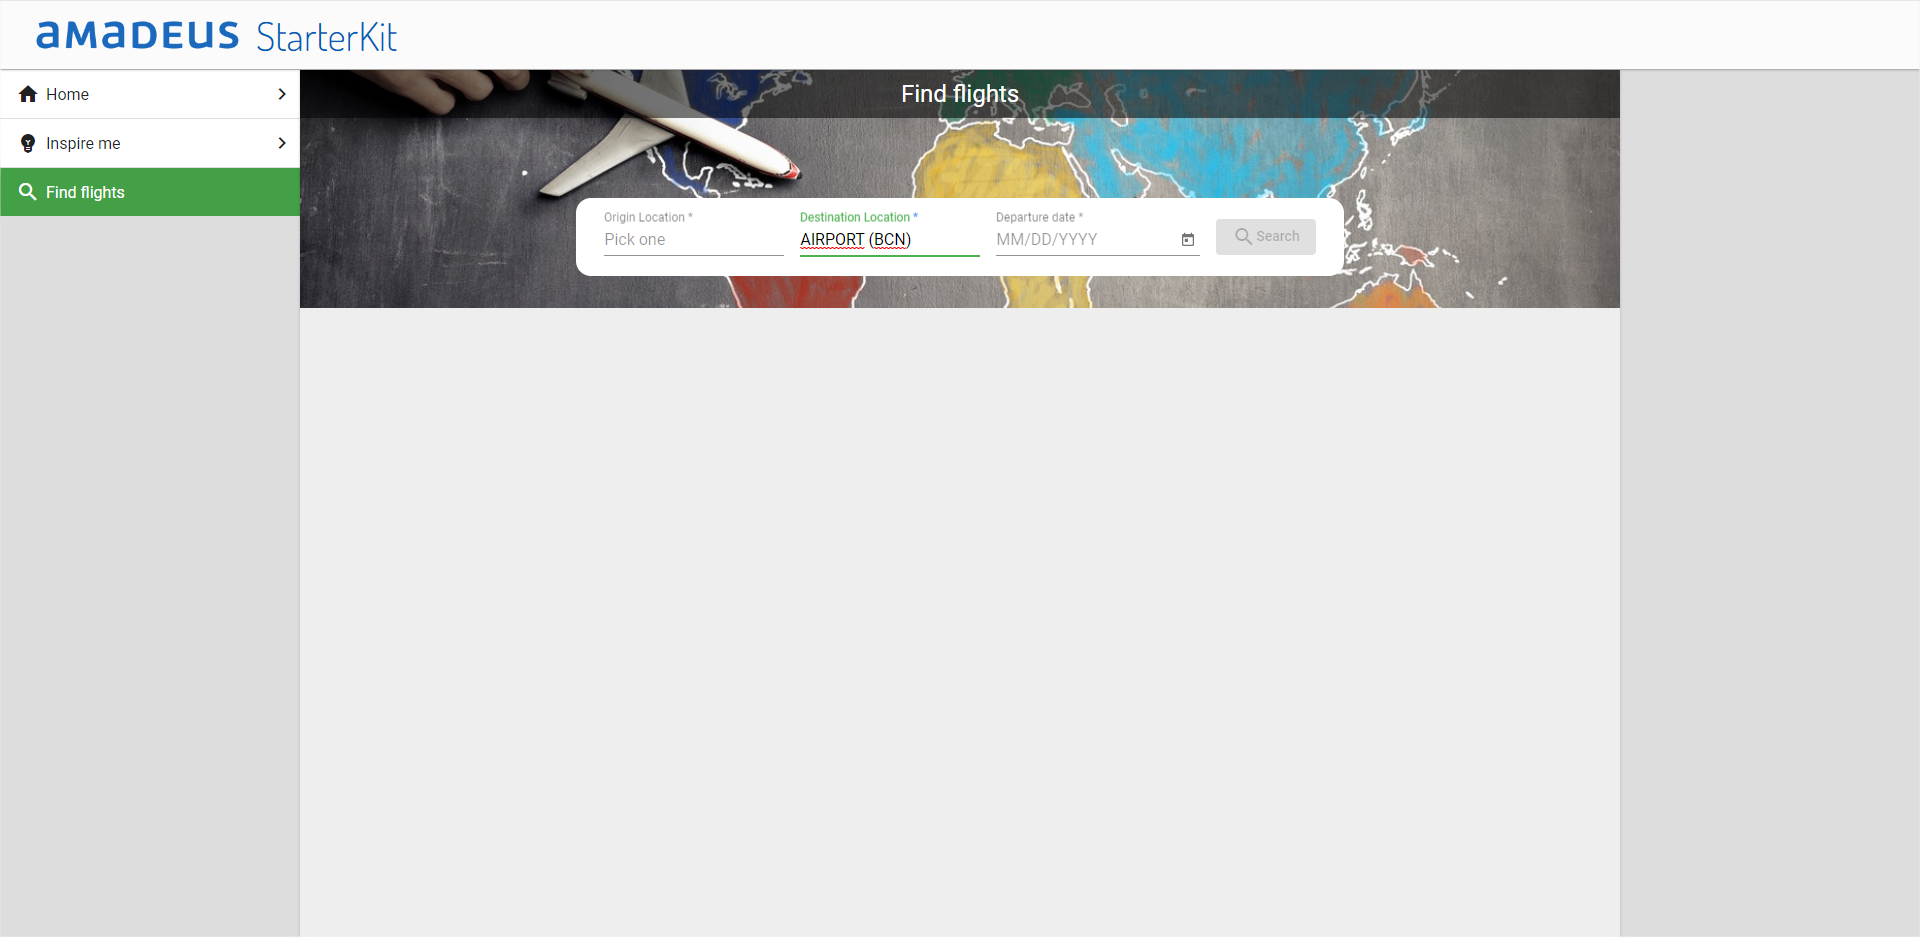 amaDEUS StarterKit
Home
Inspire me
Find flights
Find flights
Origin Location *
Pick one
Destination Location *
AIRPORT (BCN)
Departure date *
MM/DD/YYYY
Search